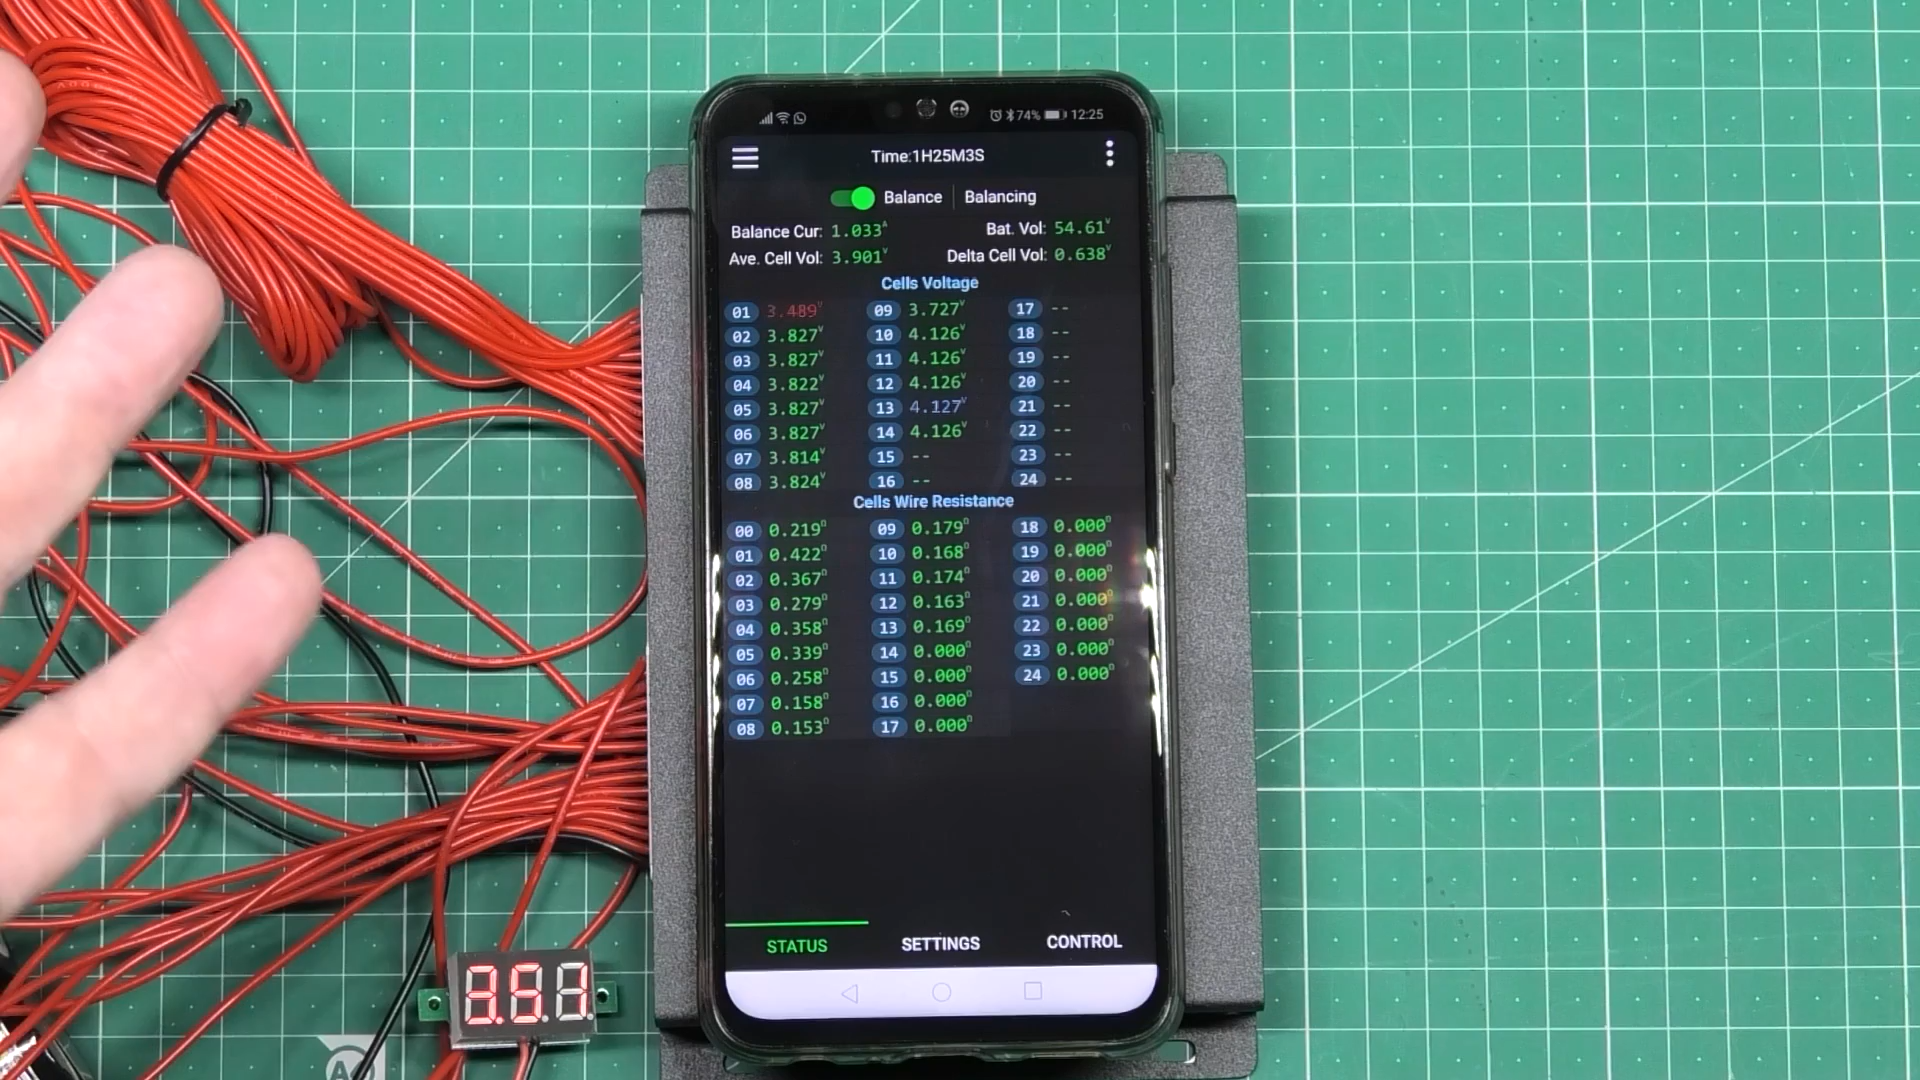 74% 12:25
Time:1H25M3S
Balance Balancing
Balance Cur: 1.033A Bat. Vol: 54.61V
Ave. Cell Vol: 3.901V Delta Cell Vol: 0.638V
Cells Voltage
01 3.489V 09 3.727V 17 --
02 3.827V 10 4.126V 18 --
03 3.827V 11 4.126V 19 --
04 3.822V 12 4.126V 20 --
05 3.827V 13 4.127V 21 --
06 3.827V 14 4.126V 22 --
07 3.814V 15 -- 23 --
08 3.824V 16 -- 24 --
Cells Wire Resistance
00 0.219Ω 09 0.179Ω 18 0.000Ω
01 0.422Ω 10 0.168Ω 19 0.000Ω
02 0.367Ω 11 0.174Ω 20 0.000Ω
03 0.279Ω 12 0.163Ω 21 0.000Ω
04 0.358Ω 13 0.169Ω 22 0.000Ω
05 0.339Ω 14 0.000Ω 23 0.000Ω
06 0.258Ω 15 0.000Ω 24 0.000Ω
07 0.158Ω 16 0.000Ω
08 0.153Ω 17 0.000Ω
STATUS SETTINGS CONTROL
3.51